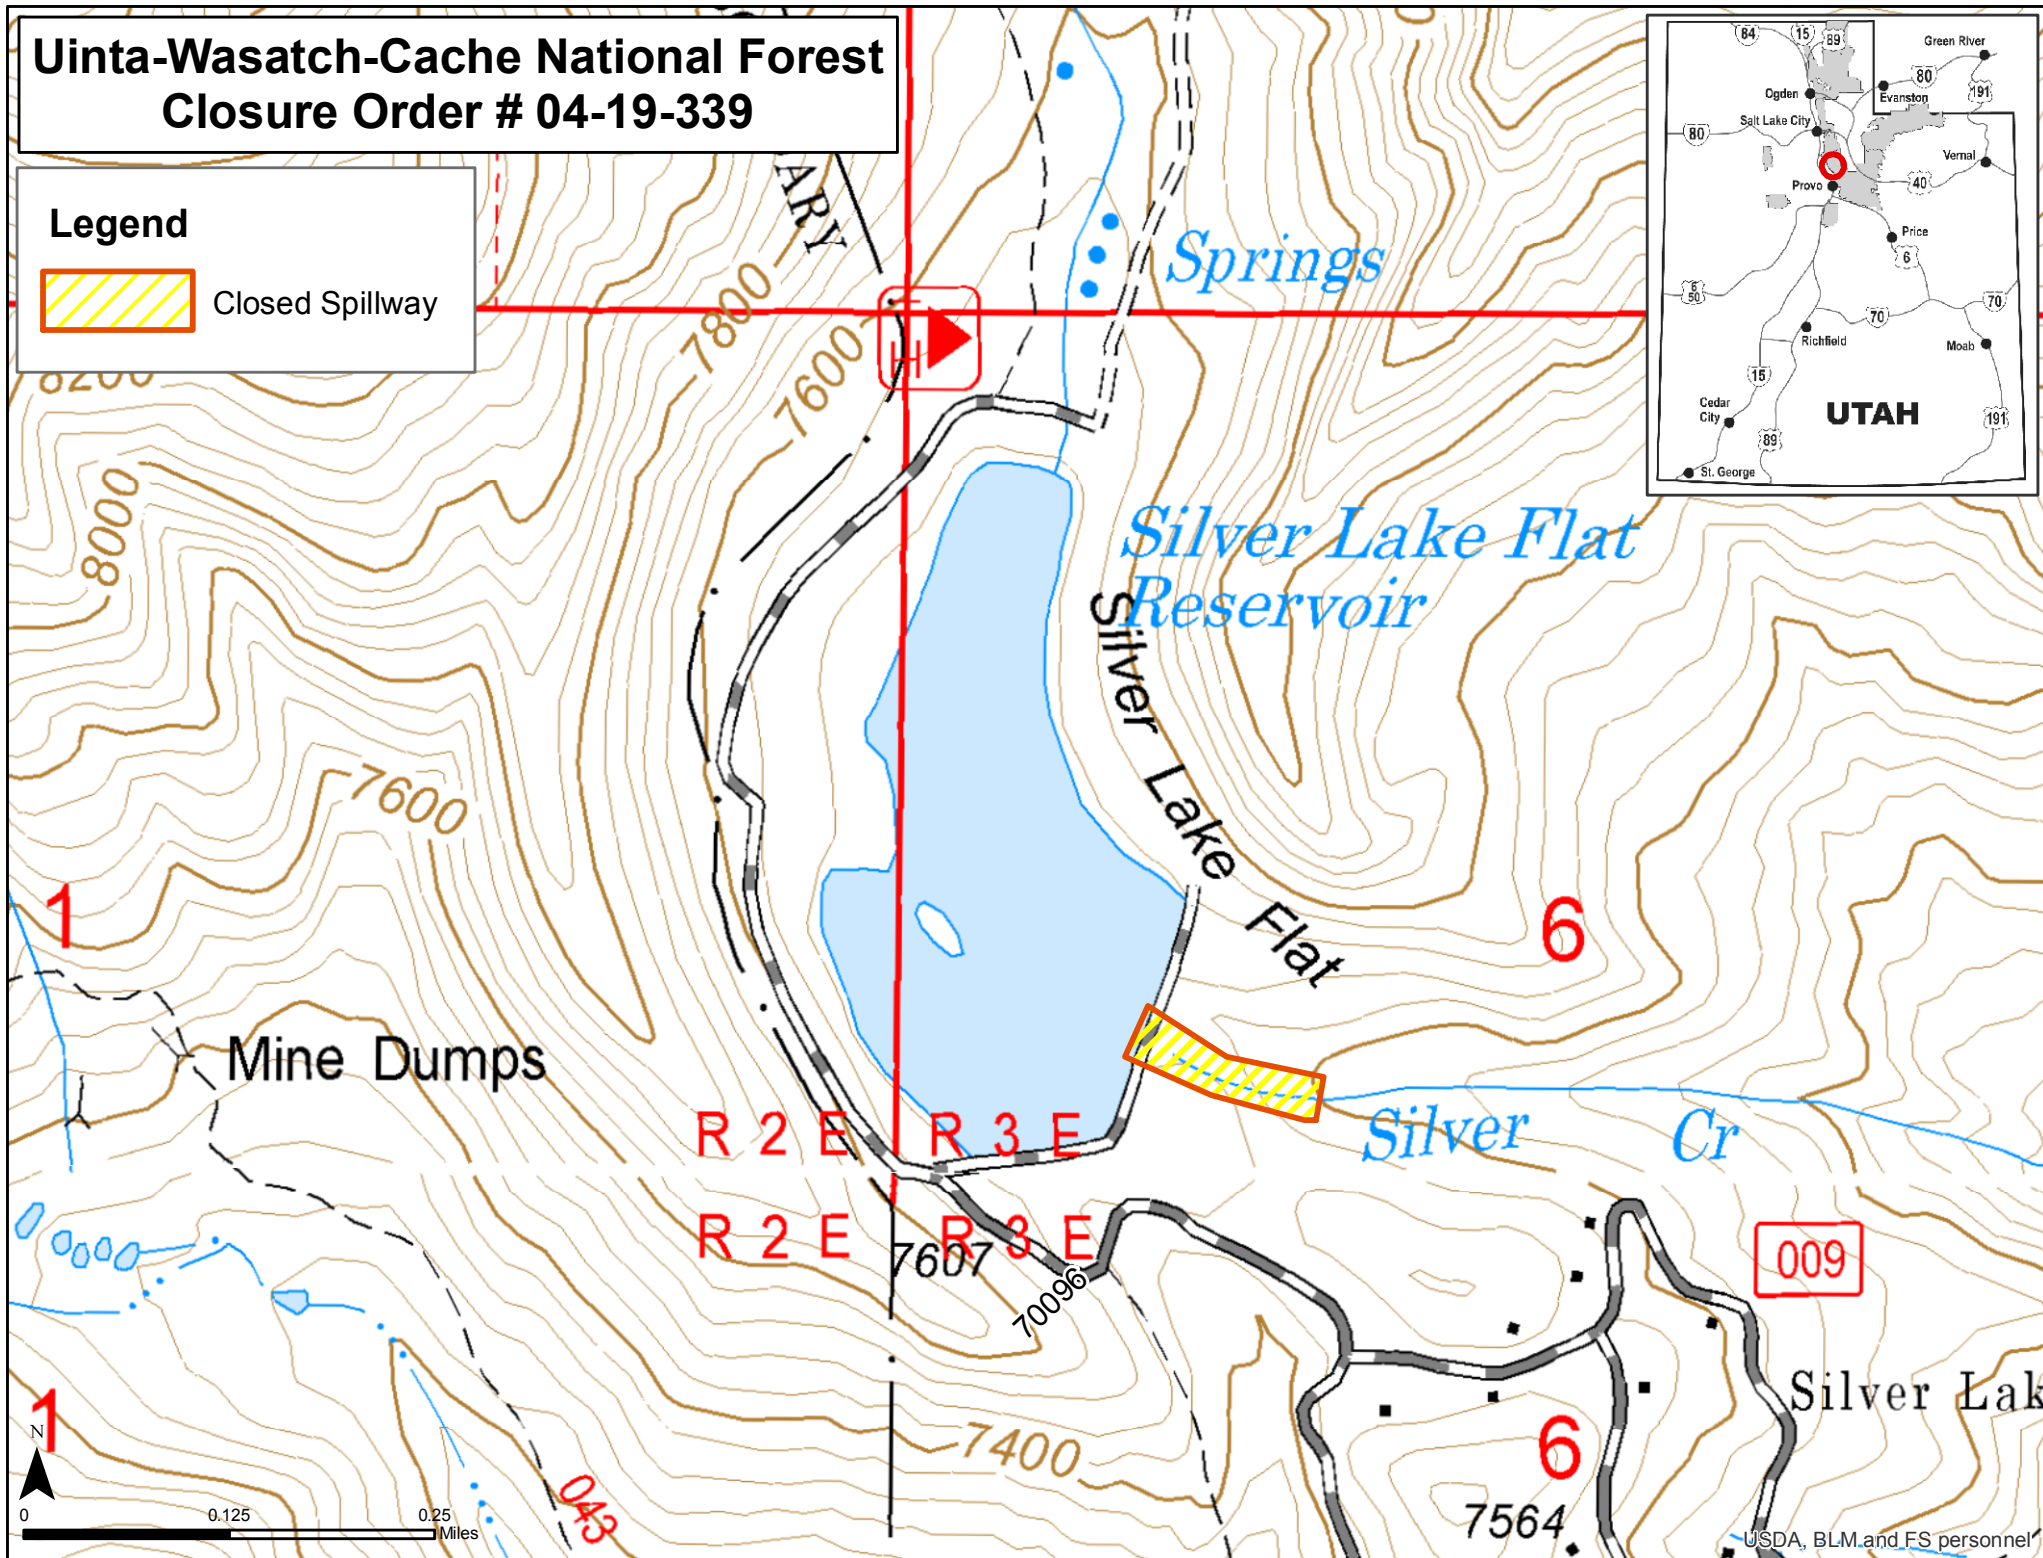 Uinta-Wasatch-Cache National Forest
Closure Order # 04-19-339
Legend
Closed Spillway
84
15
89
Green River
80
191
Ogden
Evanston
Salt Lake City
80
Vernal
Provo
40
Price
6
6
50
70
70
Richfield
Moab
15
Cedar
City
UTAH
191
89
St. George
ARY
Springs
7800
7600
8200
8000
H
Silver Lake Flat
Reservoir
Silver Lake Flat
7600
1
6
Mine Dumps
R 2 E
R 3 E
Silver Cr
R 2 E
R 3 E
7607
70096
009
Silver Lak
1
N
7400
6
043
7564
0
0.125
0.25
Miles
USDA, BLM and FS personnel